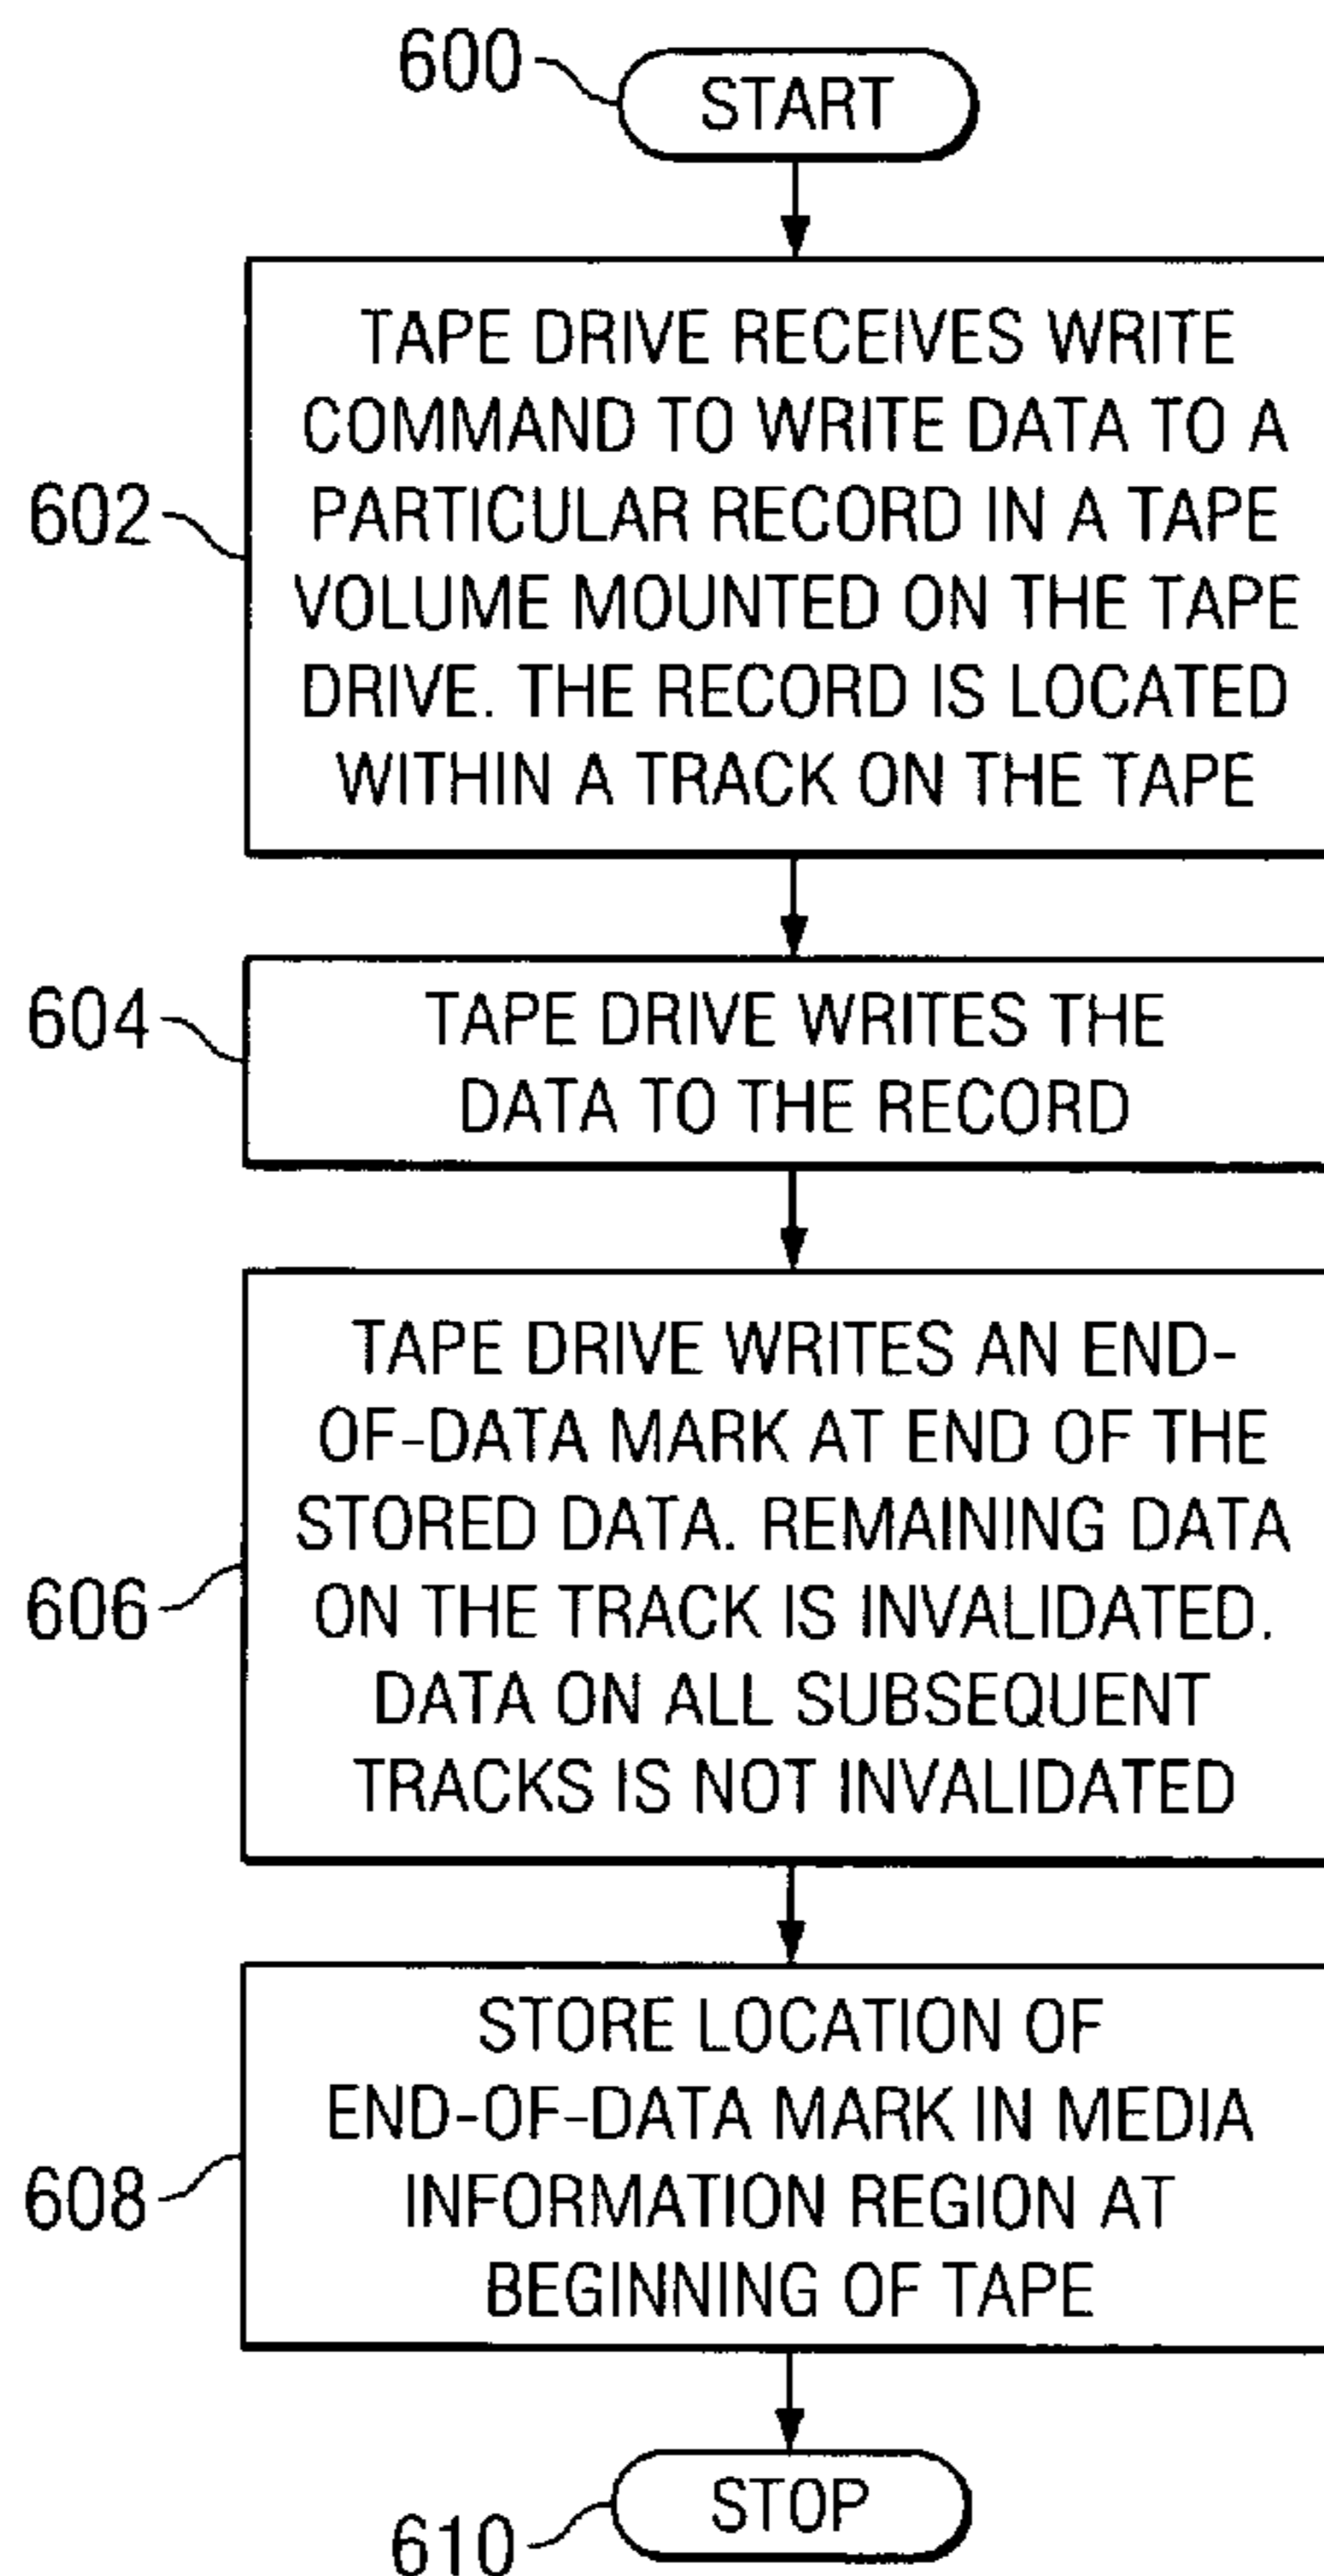 600
START
TAPE DRIVE RECEIVES WRITE
COMMAND TO WRITE DATA TO A
PARTICULAR RECORD IN A TAPE
602
VOLUME MOUNTED ON THE TAPE
DRIVE. THE RECORD IS LOCATED
WITHIN A TRACK ON THE TAPE
604
TAPE DRIVE WRITES THE
DATA TO THE RECORD
TAPE DRIVE WRITES AN END-
OF-DATA MARK AT END OF THE
STORED DATA. REMAINING DATA
606
ON THE TRACK IS INVALIDATED.
DATA ON ALL SUBSEQUENT
TRACKS IS NOT INVALIDATED
STORE LOCATION OF
END-OF-DATA MARK IN MEDIA
608
INFORMATION REGION AT
BEGINNING OF TAPE
STOP
610